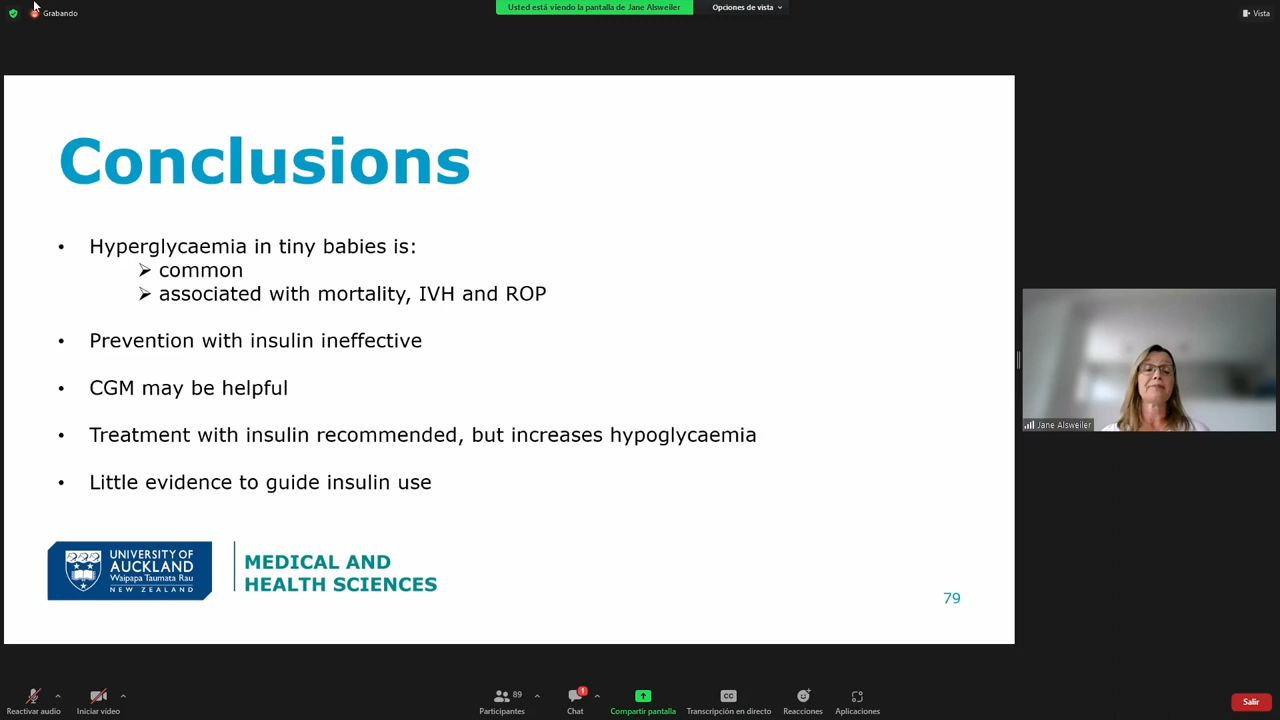 Grabando
Usted está viendo la pantalla de Jane Alsweiler
Opciones de vista
Vista
Conclusions
• Hyperglycaemia in tiny babies is:
➢ common
➢ associated with mortality, IVH and ROP
• Prevention with insulin ineffective
• CGM may be helpful
• Treatment with insulin recommended, but increases hypoglycaemia
• Little evidence to guide insulin use
UNIVERSITY OF
AUCKLAND
Waipapa Taumata Rau
NEW ZEALAND
MEDICAL AND
HEALTH SCIENCES
79
Jane Alsweiler
Reactivar audio
Iniciar video
89
Participantes
1
Chat
Compartir pantalla
CC
Transcripción en directo
Reacciones
Aplicaciones
Salir